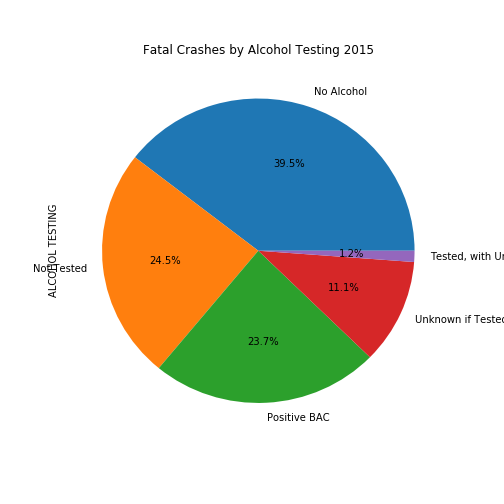 Fatal Crashes by Alcohol Testing 2015
No Alcohol
39.5%
ALCOHOL TESTING
Not Tested
24.5%
1.2%
Tested, with
11.1%
Unknown if Tested
23.7%
Positive BAC